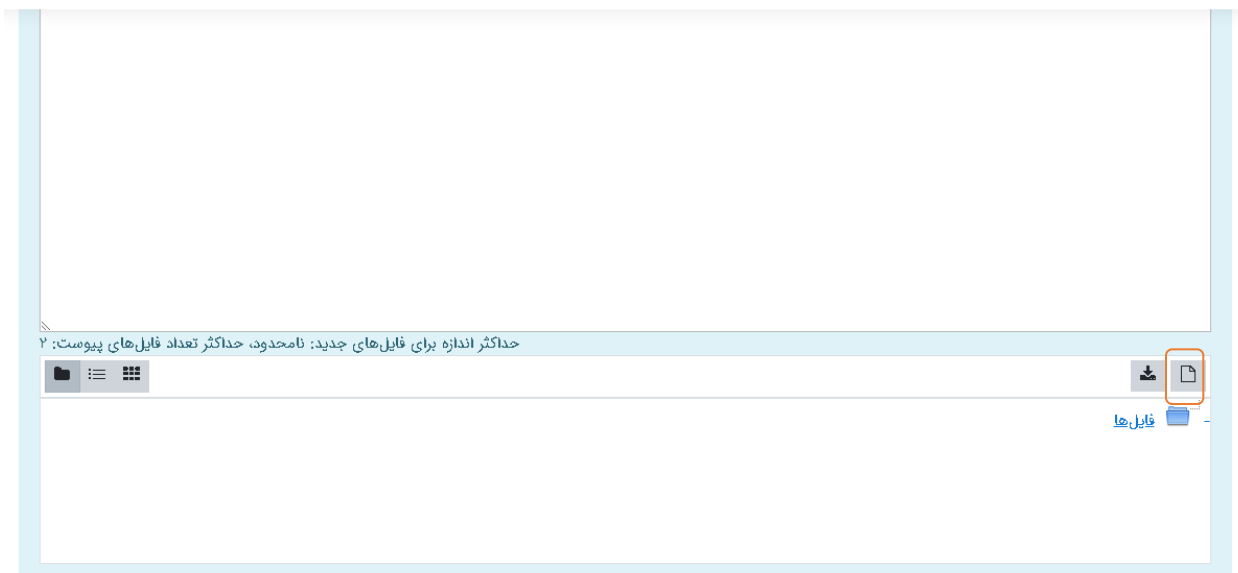 حداکثر اندازه برای فایل‌های جدید: نامحدود، حداکثر تعداد فایل‌های پیوست: ۲
فایل‌ها